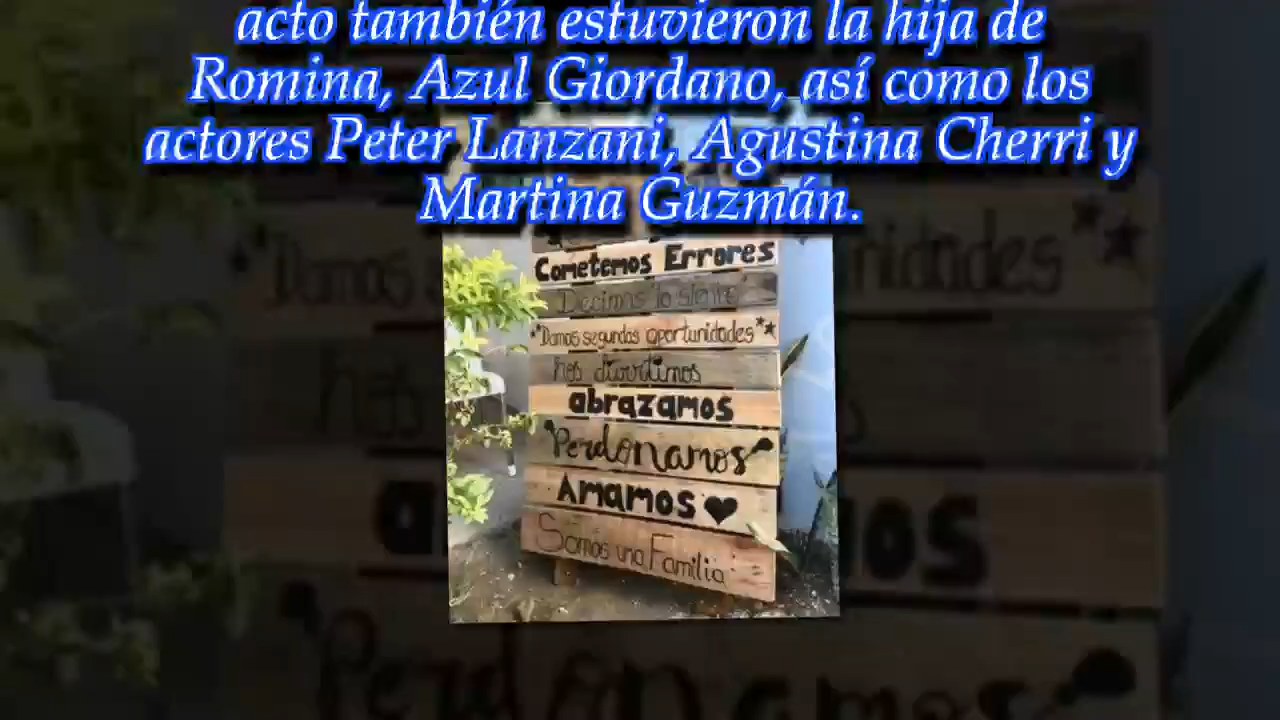 acto también estuvieron la hija de
Romina, Azul Giordano, así como los
actores Peter Lanzani, Agustina Cherri y
Martina Guzmán.
Cometemos Errores
Decimos lo siento
Damos segundas oportunidades
nos divertimos
abrazamos
Perdonamos
Amamos
Somos una Familia